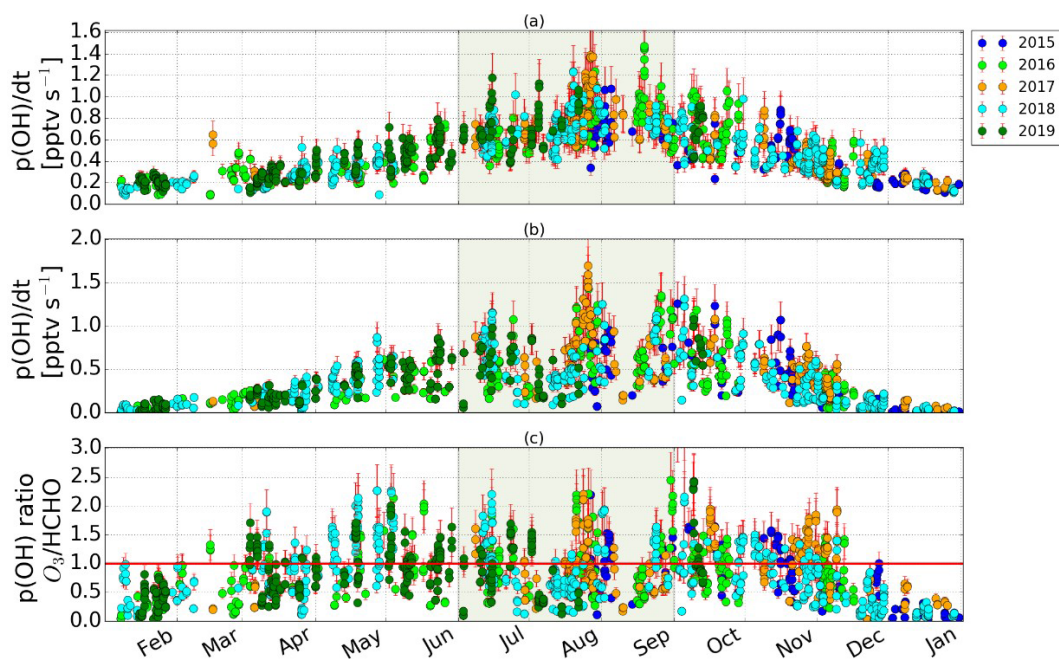 (a)
p(OH)/dt
[pptv s⁻¹]
1.6
1.4
1.2
1.0
0.8
0.6
0.4
0.2
0.0
2015
2016
2017
2018
2019
(b)
p(OH)/dt
[pptv s⁻¹]
2.0
1.5
1.0
0.5
0.0
(c)
p(OH) ratio
O₃/HCHO
3.0
2.5
2.0
1.5
1.0
0.5
0.0
Feb Mar Apr May Jun Jul Aug Sep Oct Nov Dec Jan